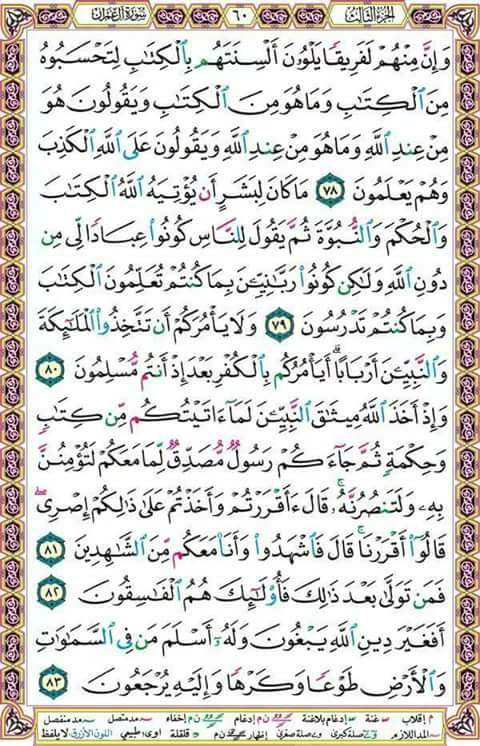 الجزء الثالث ٦٠ سورة آل عمران
وَإِنَّ مِنْهُمْ لَفَرِيقًا يَلْوُۥنَ أَلْسِنَتَهُم بِٱلْكِتَٰبِ لِتَحْسَبُوهُ
مِنَ ٱلْكِتَٰبِ وَمَا هُوَ مِنَ ٱلْكِتَٰبِ وَيَقُولُونَ هُوَ
مِنْ عِندِ ٱللَّهِ وَمَا هُوَ مِنْ عِندِ ٱللَّهِ وَيَقُولُونَ عَلَى ٱللَّهِ ٱلْكَذِبَ
وَهُمْ يَعْلَمُونَ ٧٨ مَا كَانَ لِبَشَرٍ أَن يُؤْتِيَهُ ٱللَّهُ ٱلْكِتَٰبَ
وَٱلْحُكْمَ وَٱلنُّبُوَّةَ ثُمَّ يَقُولَ لِلنَّاسِ كُونُوا۟ عِبَادًا لِّى مِن
دُونِ ٱللَّهِ وَلَٰكِن كُونُوا۟ رَبَّٰنِيِّۦنَ بِمَا كُنتُمْ تُعَلِّمُونَ ٱلْكِتَٰبَ
وَبِمَا كُنتُمْ تَدْرُسُونَ ٧٩ وَلَا يَأْمُرَكُمْ أَن تَتَّخِذُوا۟ ٱلْمَلَٰٓئِكَةَ
وَٱلنَّبِيِّۦنَ أَرْبَابًا ۗ أَيَأْمُرُكُم بِٱلْكُفْرِ بَعْدَ إِذْ أَنتُم مُّسْلِمُونَ ٨٠
وَإِذْ أَخَذَ ٱللَّهُ مِيثَٰقَ ٱلنَّبِيِّۦنَ لَمَآ ءَاتَيْتُكُم مِّن كِتَٰبٍ
وَحِكْمَةٍ ثُمَّ جَآءَكُمْ رَسُولٌ مُّصَدِّقٌ لِّمَا مَعَكُمْ لَتُؤْمِنُنَّ
بِهِۦ وَلَتَنصُرُنَّهُۥ ۚ قَالَ ءَأَقْرَرْتُمْ وَأَخَذْتُمْ عَلَىٰ ذَٰلِكُمْ إِصْرِى ۖ
قَالُوٓا۟ أَقْرَرْنَا ۚ قَالَ فَٱشْهَدُوا۟ وَأَنَا۠ مَعَكُم مِّنَ ٱلشَّٰهِدِينَ ٨١
فَمَن تَوَلَّىٰ بَعْدَ ذَٰلِكَ فَأُو۟لَٰٓئِكَ هُمُ ٱلْفَٰسِقُونَ ٨٢
أَفَغَيْرَ دِينِ ٱللَّهِ يَبْغُونَ وَلَهُۥٓ أَسْلَمَ مَن فِى ٱلسَّمَٰوَٰتِ
وَٱلْأَرْضِ طَوْعًا وَكَرْهًا وَإِلَيْهِ يُرْجَعُونَ ٨٣
م إقلاب س غنة س إدغام بلاغنة ن م إدغام ن م إخفاء مد متصل مد منفصل
المد اللازم صلة كبرى صلة صغرى إظهار ن م قلقلة اوى: طبيعي اللون الأزرق لا يلفظ